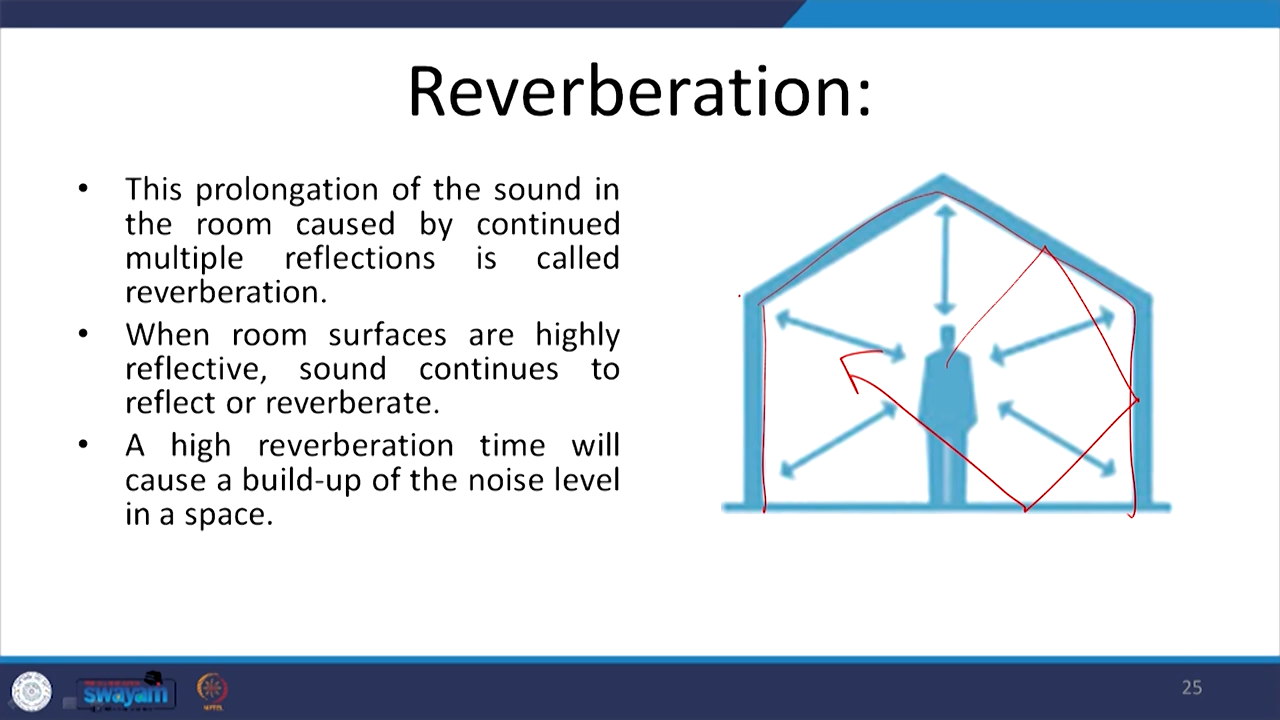 Reverberation:
• This prolongation of the sound in
the room caused by continued
multiple reflections is called
reverberation.
• When room surfaces are highly
reflective, sound continues to
reflect or reverberate.
• A high reverberation time will
cause a build-up of the noise level
in a space.
swayam
25